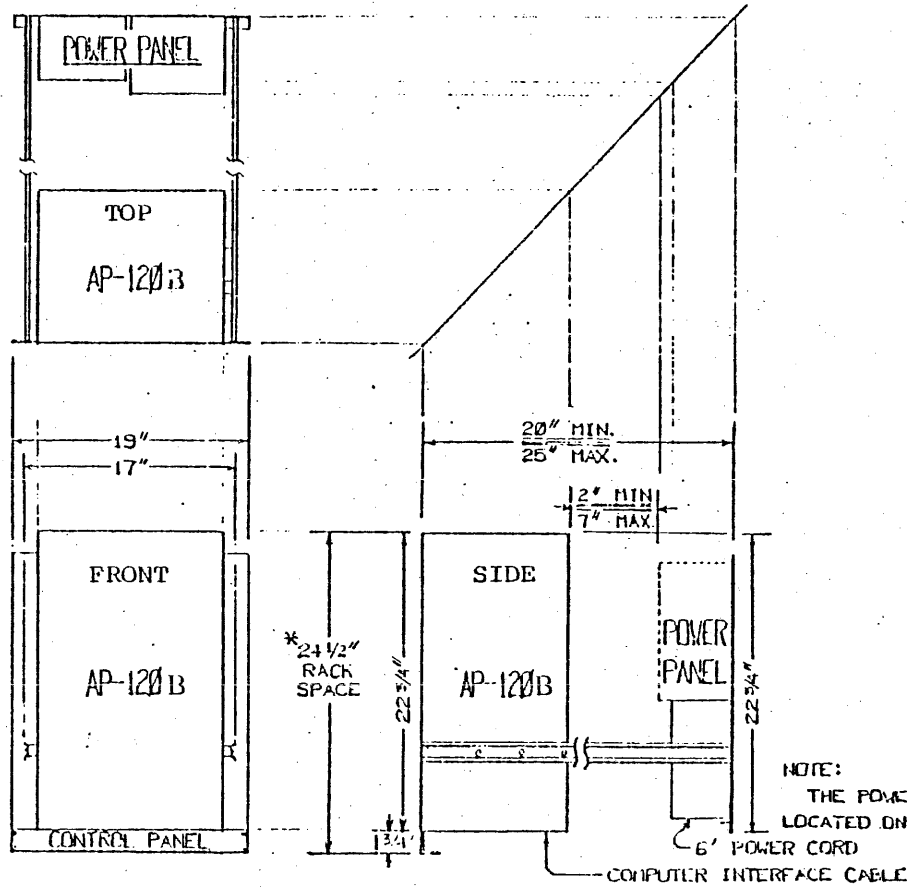 POWER PANEL
TOP
AP-120B
19"
17"
20" MIN.
25" MAX.
2" MIN
7" MAX.
FRONT
AP-120B
*24 1/2"
RACK
SPACE
22 3/4"
SIDE
AP-120B
POWER
PANEL
22 3/4"
1 3/4"
CONTROL PANEL
NOTE:
THE POWE
LOCATED ON
6' POWER CORD
COMPUTER INTERFACE CABLE